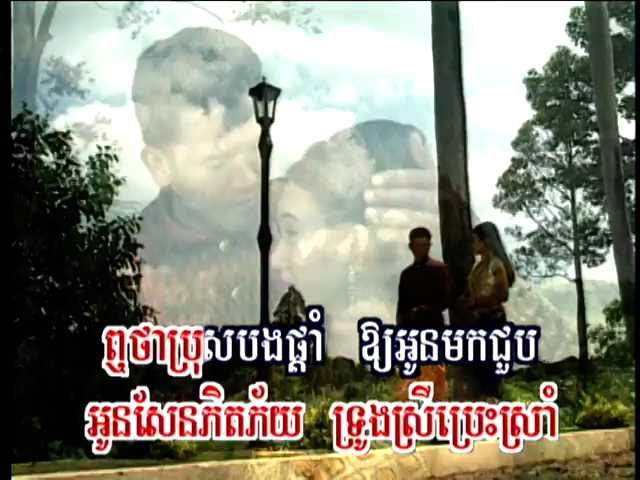 ឮថាប្រុសបងផ្ដាំ ឱ្យអូនមកជួប
អូនសែនភិតភ័យ ទ្រូងស្រីប្រេះស្រាំ